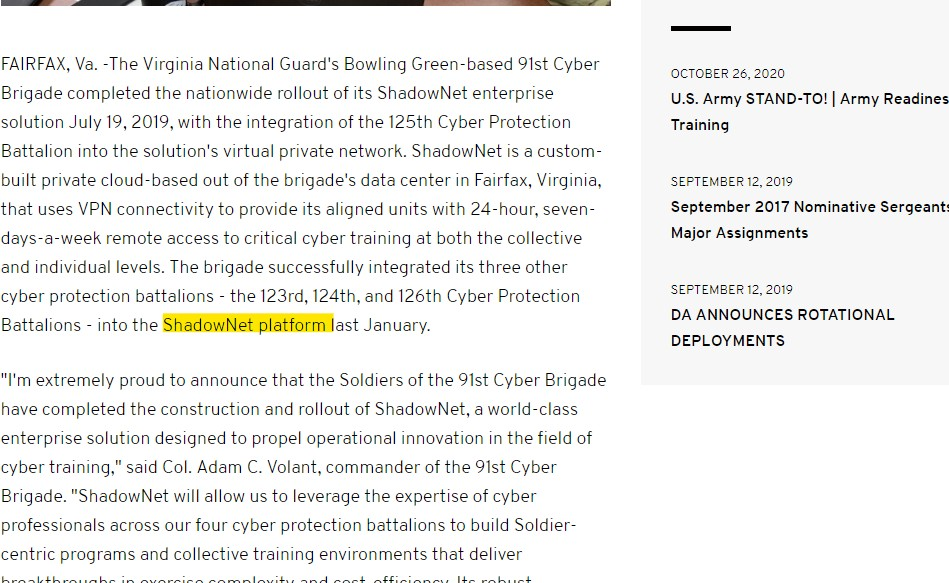 FAIRFAX, Va. -The Virginia National Guard's Bowling Green-based 91st Cyber
Brigade completed the nationwide rollout of its ShadowNet enterprise
solution July 19, 2019, with the integration of the 125th Cyber Protection
Battalion into the solution's virtual private network. ShadowNet is a custom-
built private cloud-based out of the brigade's data center in Fairfax, Virginia,
that uses VPN connectivity to provide its aligned units with 24-hour, seven-
days-a-week remote access to critical cyber training at both the collective
and individual levels. The brigade successfully integrated its three other
cyber protection battalions - the 123rd, 124th, and 126th Cyber Protection
Battalions - into the ShadowNet platform last January.
"I'm extremely proud to announce that the Soldiers of the 91st Cyber Brigade
have completed the construction and rollout of ShadowNet, a world-class
enterprise solution designed to propel operational innovation in the field of
cyber training," said Col. Adam C. Volant, commander of the 91st Cyber
Brigade. "ShadowNet will allow us to leverage the expertise of cyber
professionals across our four cyber protection battalions to build Soldier-
centric programs and collective training environments that deliver
breakthroughs in exercise complexity and cost-efficiency. Its robust
OCTOBER 26, 2020
U.S. Army STAND-TO! | Army Readines
Training
SEPTEMBER 12, 2019
September 2017 Nominative Sergeants
Major Assignments
SEPTEMBER 12, 2019
DA ANNOUNCES ROTATIONAL
DEPLOYMENTS